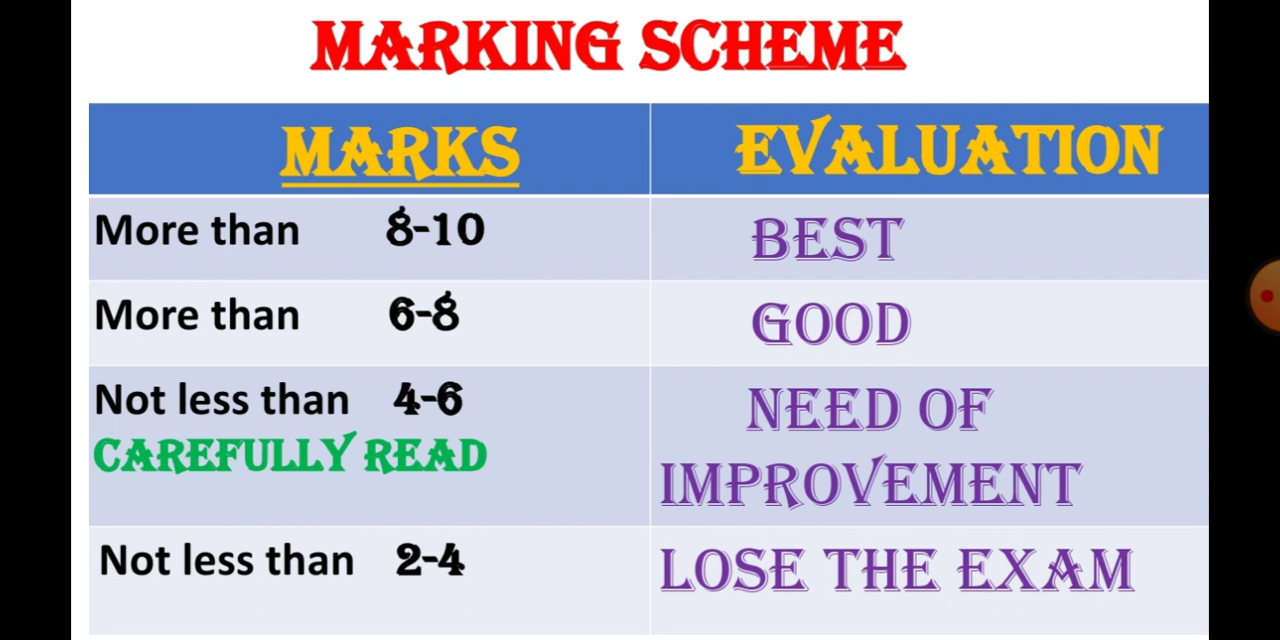 MARKING SCHEME
MARKS EVALUATION
More than 8-10 BEST
More than 6-8 GOOD
Not less than 4-6 NEED OF
CAREFULLY READ IMPROVEMENT
Not less than 2-4 LOSE THE EXAM